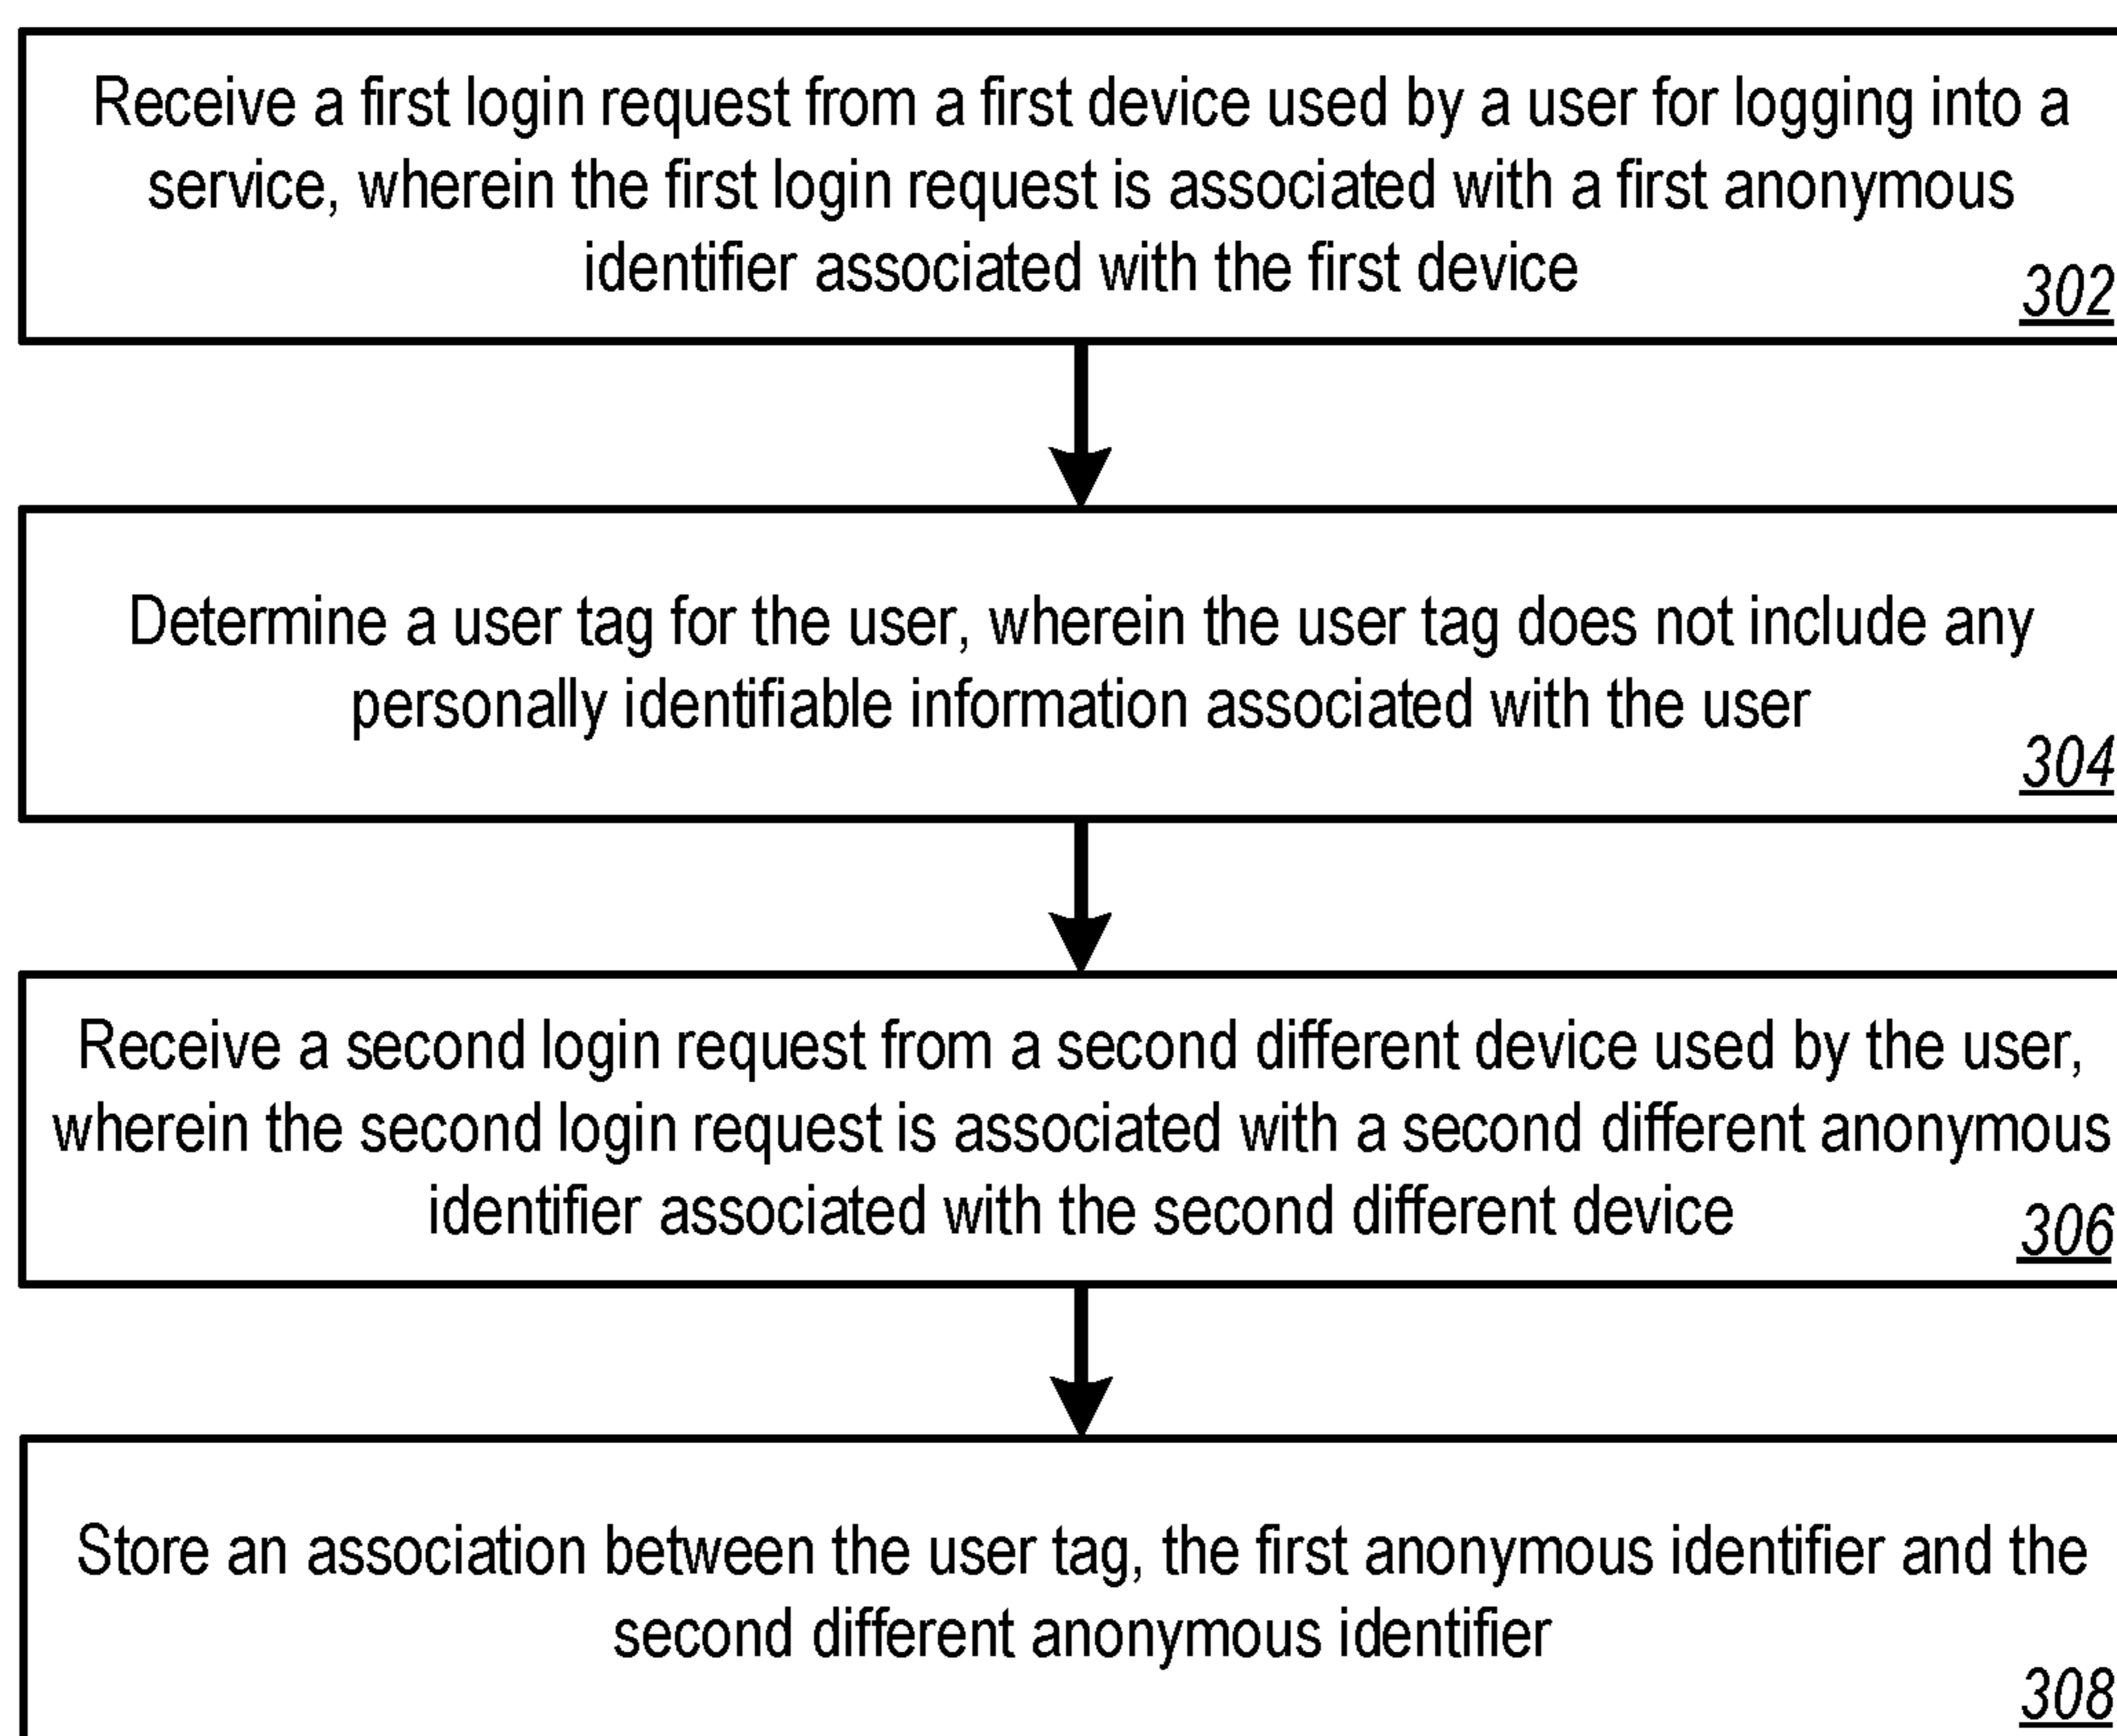 Receive a first login request from a first device used by a user for logging into a
service, wherein the first login request is associated with a first anonymous
identifier associated with the first device
302
Determine a user tag for the user, wherein the user tag does not include any
personally identifiable information associated with the user
304
Receive a second login request from a second different device used by the user,
wherein the second login request is associated with a second different anonymous
identifier associated with the second different device
306
Store an association between the user tag, the first anonymous identifier and the
second different anonymous identifier
308